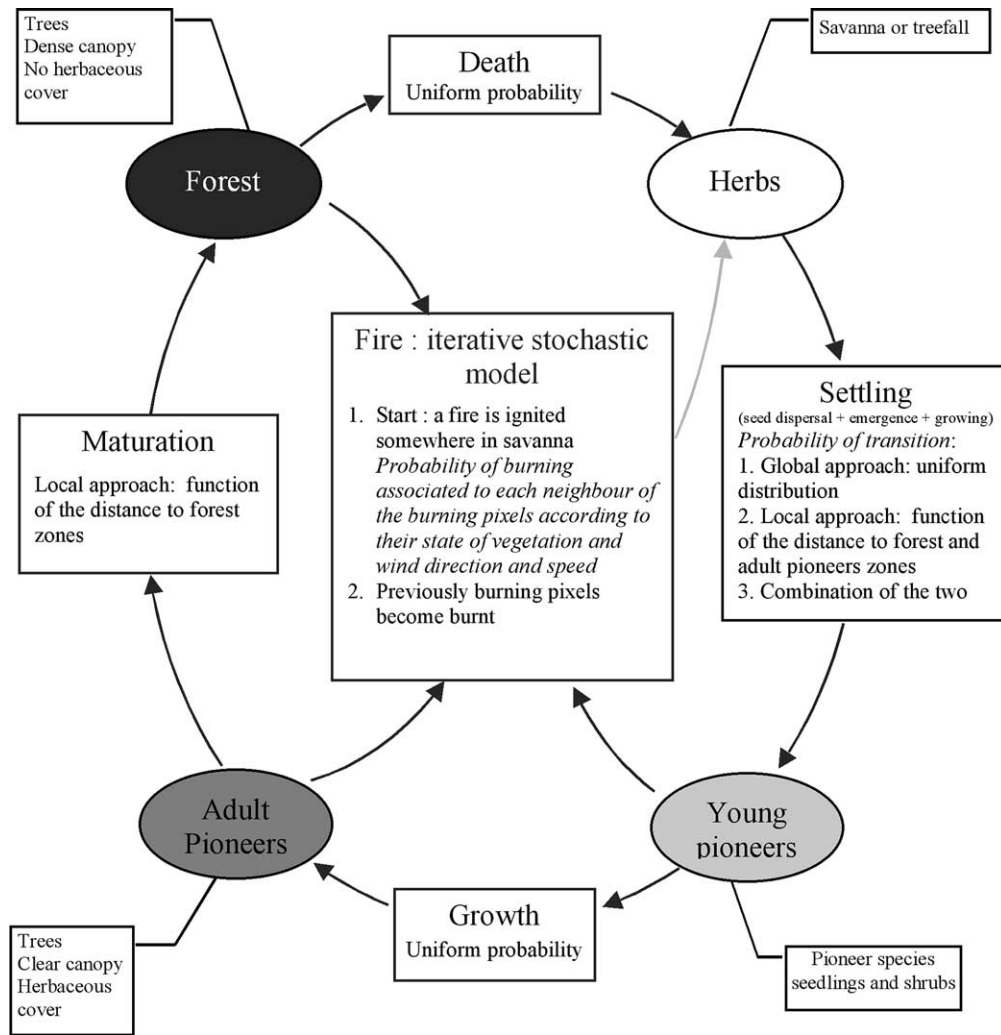 Trees
Dense canopy
No herbaceous
cover
Death
Uniform probability
Savanna or treefall
Forest
Herbs
Fire : iterative stochastic
model
1. Start : a fire is ignited
somewhere in savanna
Probability of burning
associated to each neighbour of
the burning pixels according to
their state of vegetation and
wind direction and speed
2. Previously burning pixels
become burnt
Settling
(seed dispersal + emergence + growing)
Probability of transition:
1. Global approach: uniform
distribution
2. Local approach: function
of the distance to forest and
adult pioneers zones
3. Combination of the two
Maturation
Local approach: function
of the distance to forest
zones
Adult
Pioneers
Young
pioneers
Growth
Uniform probability
Trees
Clear canopy
Herbaceous
cover
Pioneer species
seedlings and shrubs